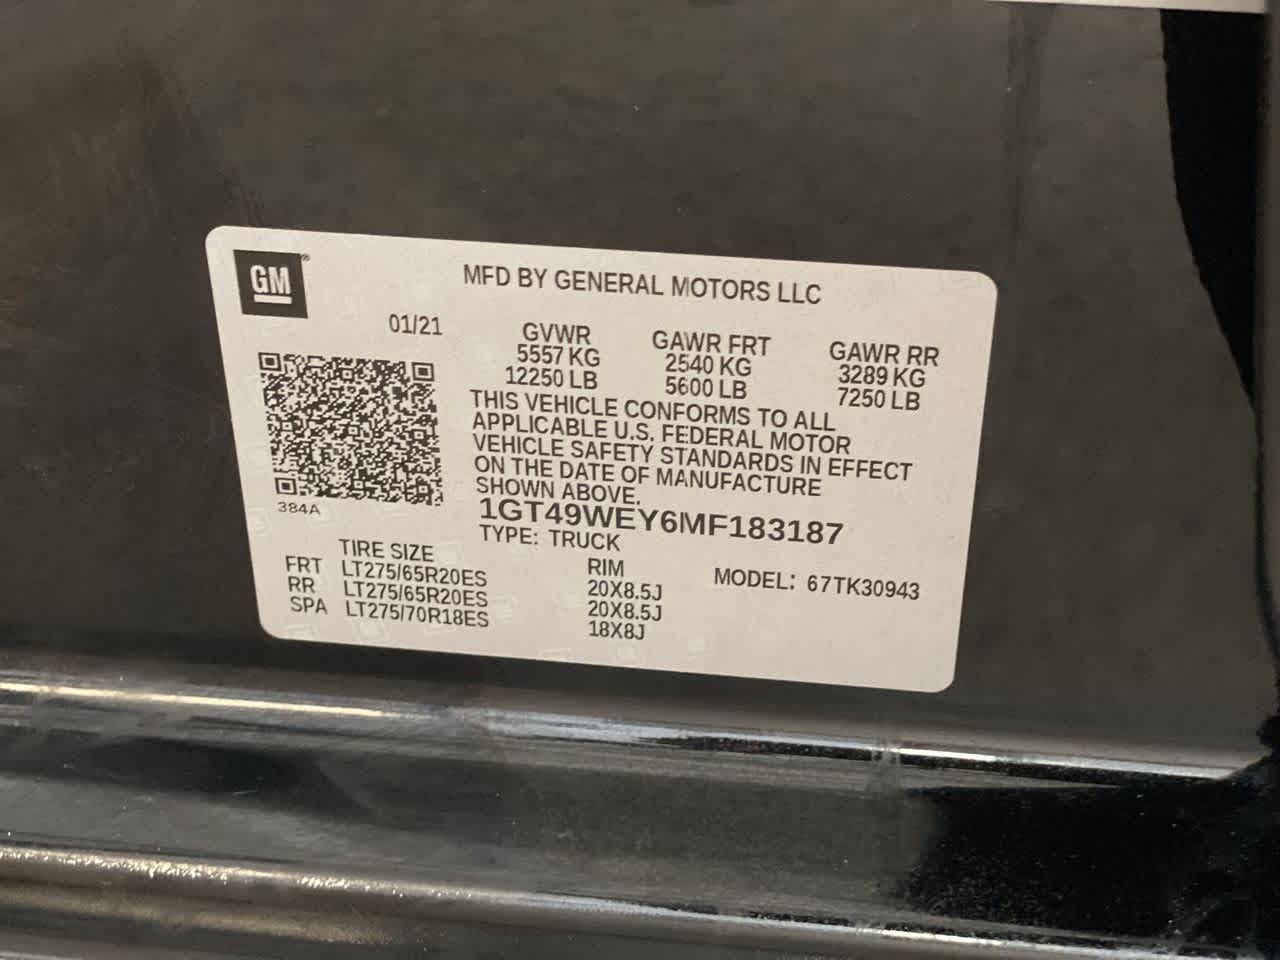 GM®
MFD BY GENERAL MOTORS LLC
01/21
GVWR GAWR FRT GAWR RR
5557 KG 2540 KG 3289 KG
12250 LB 5600 LB 7250 LB
THIS VEHICLE CONFORMS TO ALL
APPLICABLE U.S. FEDERAL MOTOR
VEHICLE SAFETY STANDARDS IN EFFECT
ON THE DATE OF MANUFACTURE
SHOWN ABOVE.
384A
1GT49WEY6MF183187
TYPE: TRUCK
TIRE SIZE RIM MODEL: 67TK30943
FRT LT275/65R20ES 20X8.5J
RR LT275/65R20ES 20X8.5J
SPA LT275/70R18ES 18X8J